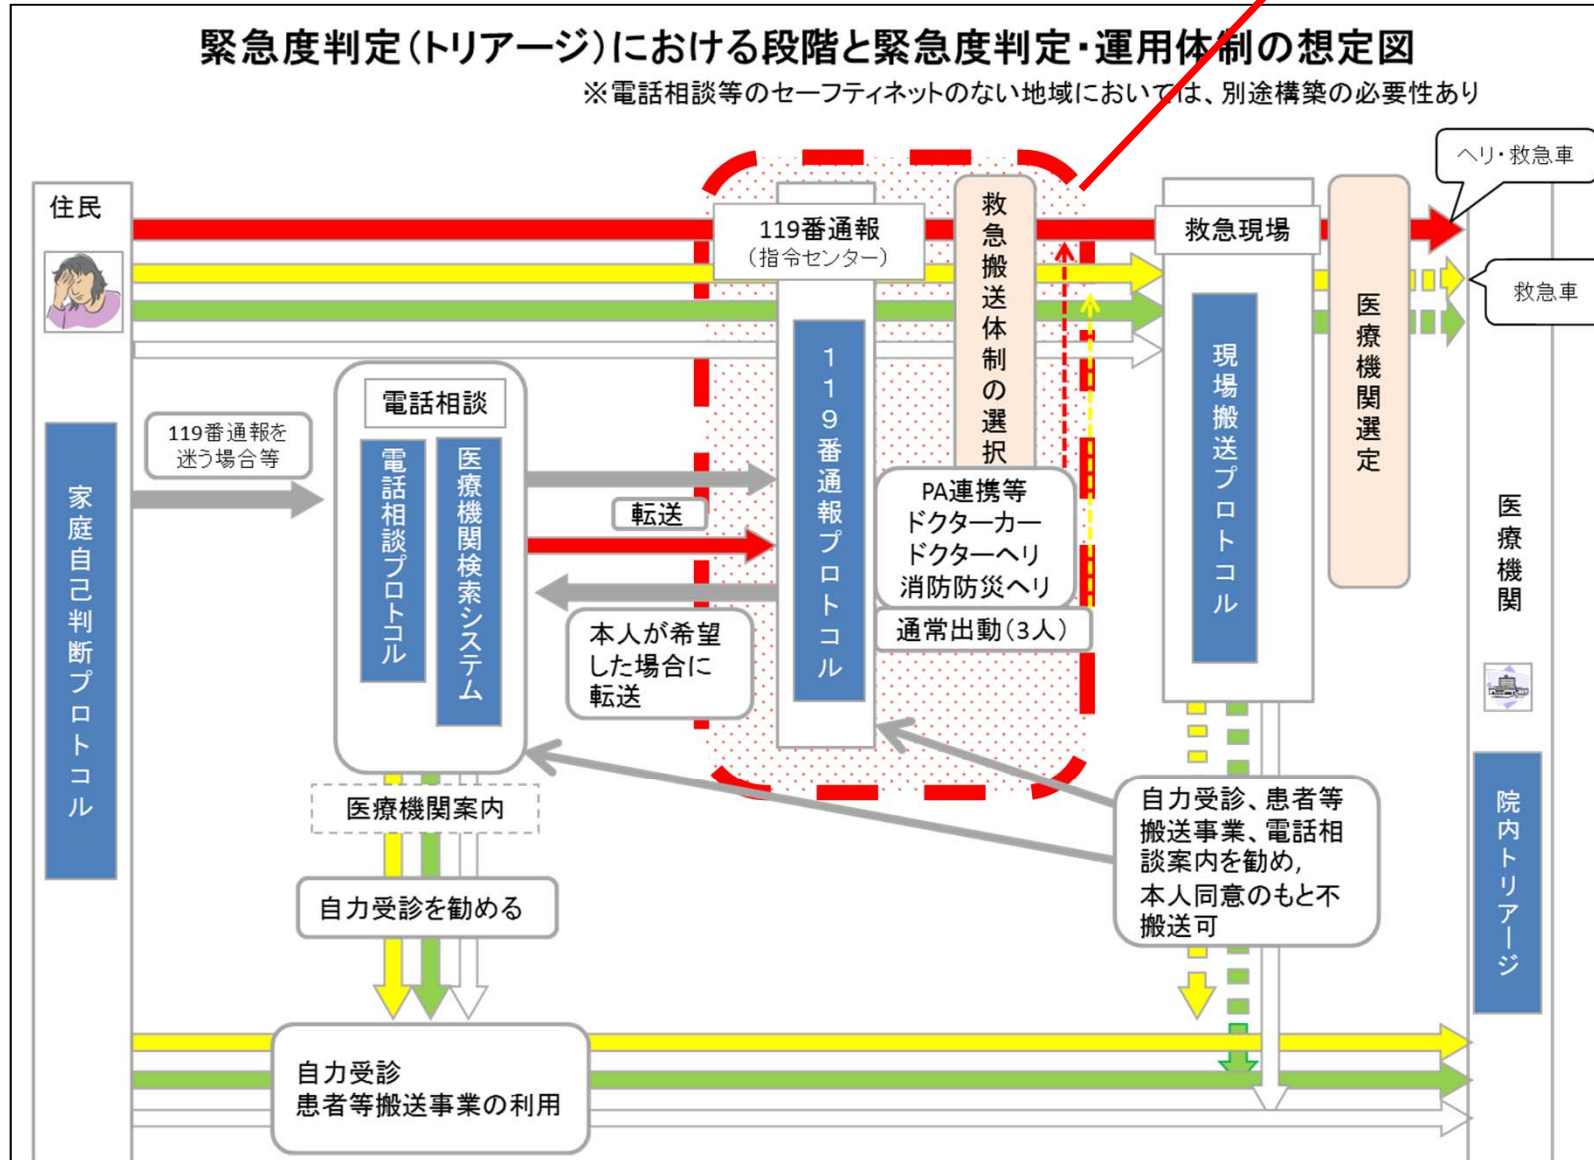 緊急度判定(トリアージ)における段階と緊急度判定・運用体制の想定図
※電話相談等のセーフティネットのない地域においては、別途構築の必要性あり
住民
家庭自己判断プロトコル
119番通報を
迷う場合等
電話相談
電話相談プロトコル
医療機関検索システム
転送
本人が希望
した場合に
転送
119番通報
(指令センター)
119番通報プロトコル
救急搬送体制の選択
PA連携等
ドクターカー
ドクターヘリ
消防防災ヘリ
通常出動(3人)
救急現場
現場搬送プロトコル
医療機関選定
ヘリ・救急車
救急車
医療機関
院内トリアージ
医療機関案内
自力受診を勧める
自力受診、患者等
搬送事業、電話相
談案内を勧め,
本人同意のもと不
搬送可
自力受診
患者等搬送事業の利用